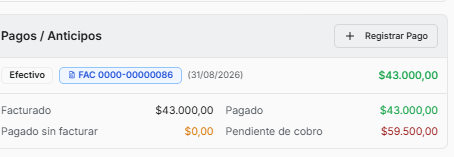 Pagos / Anticipos
+ Registrar Pago
Efectivo FAC 0000-00000086 (31/08/2026) $43.000,00
Facturado $43.000,00 Pagado $43.000,00
Pagado sin facturar $0,00 Pendiente de cobro $59.500,00